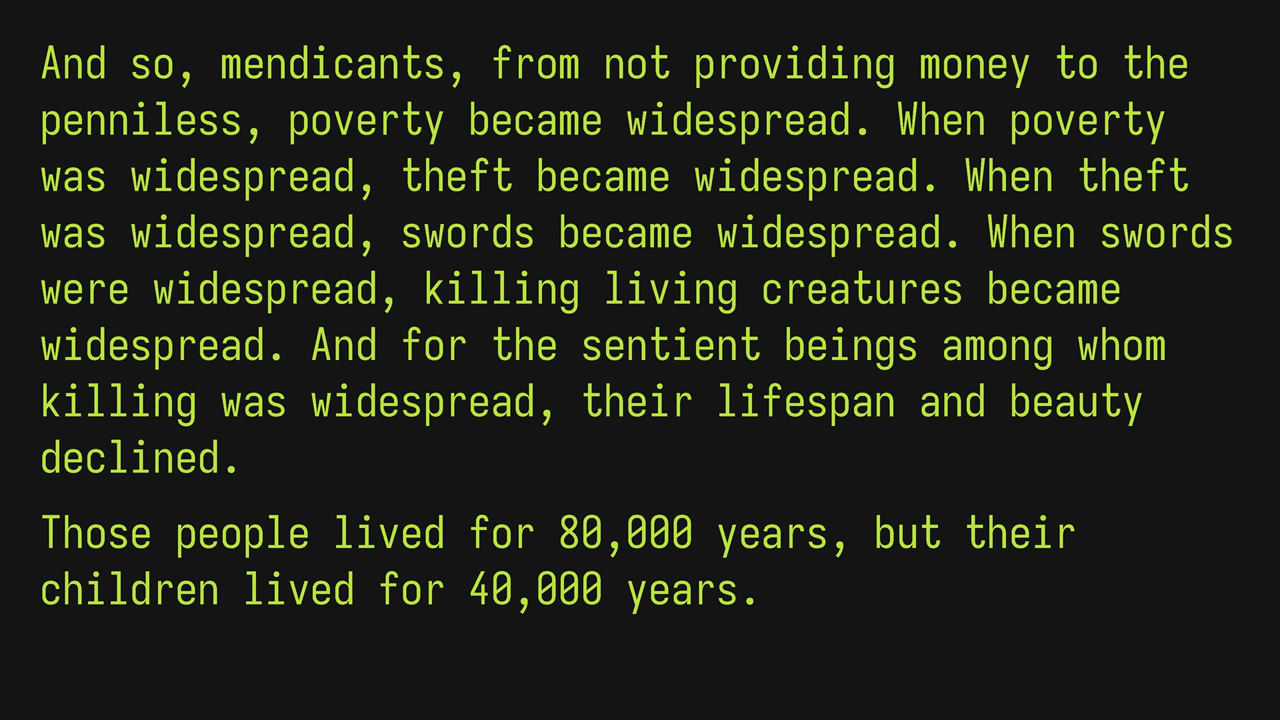 And so, mendicants, from not providing money to the
penniless, poverty became widespread. When poverty
was widespread, theft became widespread. When theft
was widespread, swords became widespread. When swords
were widespread, killing living creatures became
widespread. And for the sentient beings among whom
killing was widespread, their lifespan and beauty
declined.
Those people lived for 80,000 years, but their
children lived for 40,000 years.